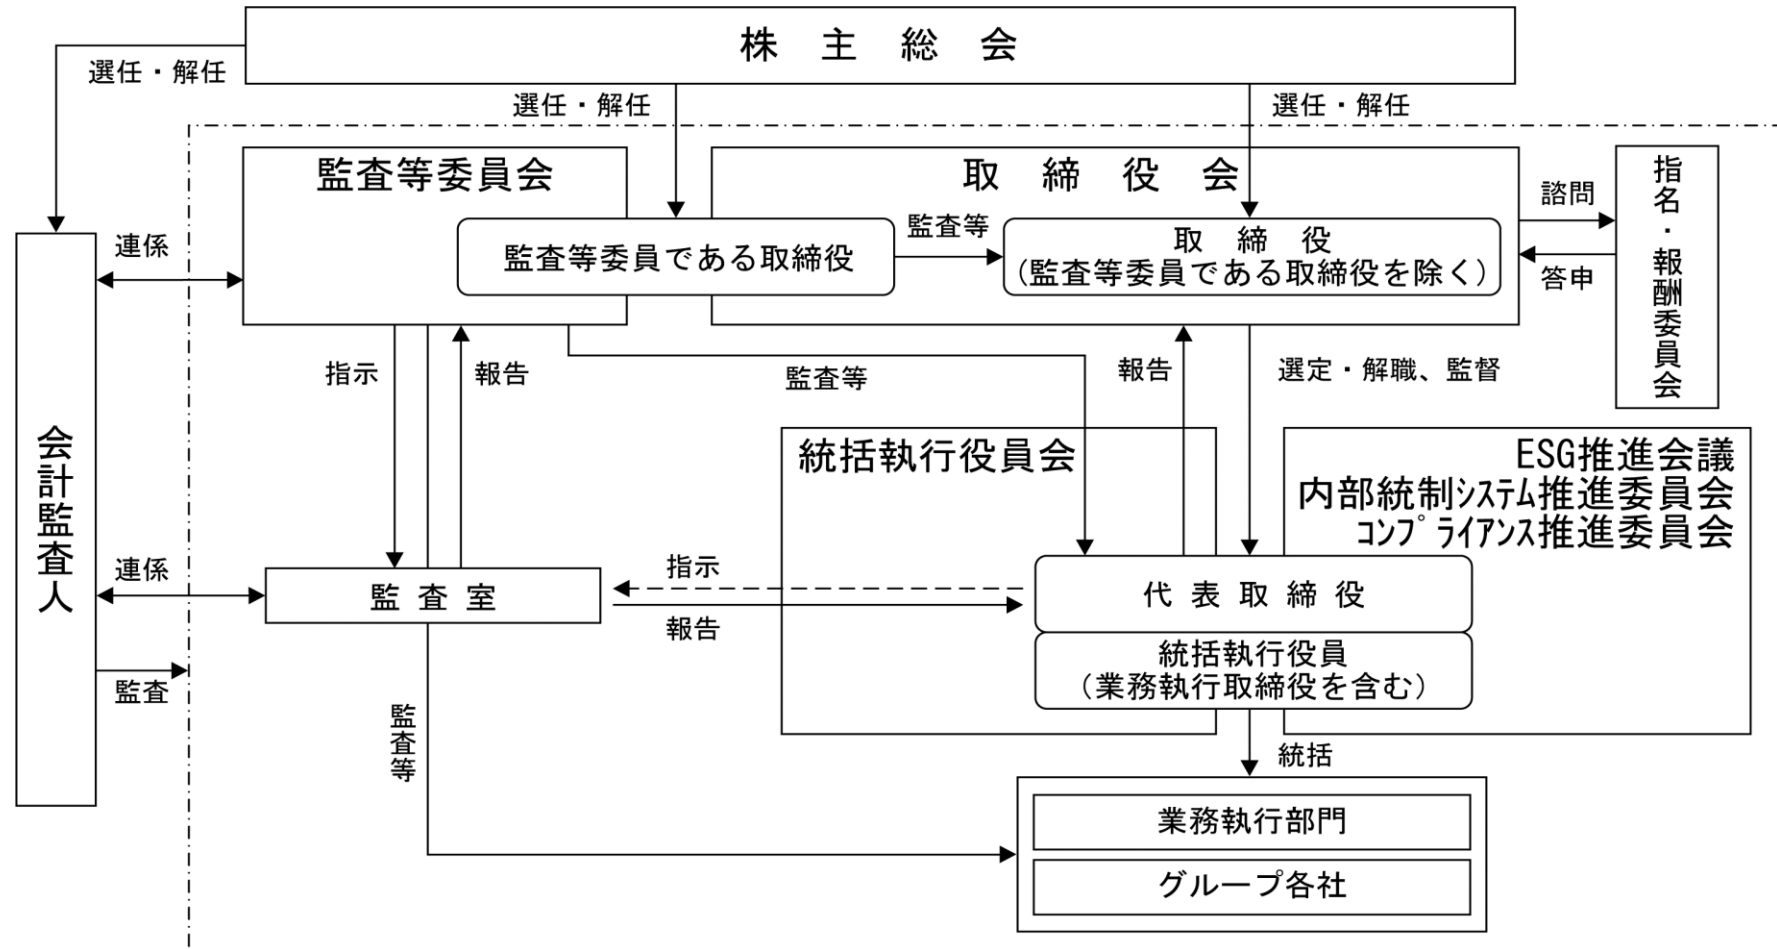 株主総会
選任・解任
選任・解任
選任・解任
監査等委員会
取締役会
指名・報酬委員会
諮問
答申
監査等委員である取締役
監査等
取締役
（監査等委員である取締役を除く）
連係
会計監査人
指示
報告
監査等
報告
選定・解職、監督
統括執行役員会
ESG推進会議
内部統制システム推進委員会
コンプライアンス推進委員会
連係
監査室
指示
報告
代表取締役
統括執行役員
（業務執行取締役を含む）
監査
監査等
統括
業務執行部門
グループ各社